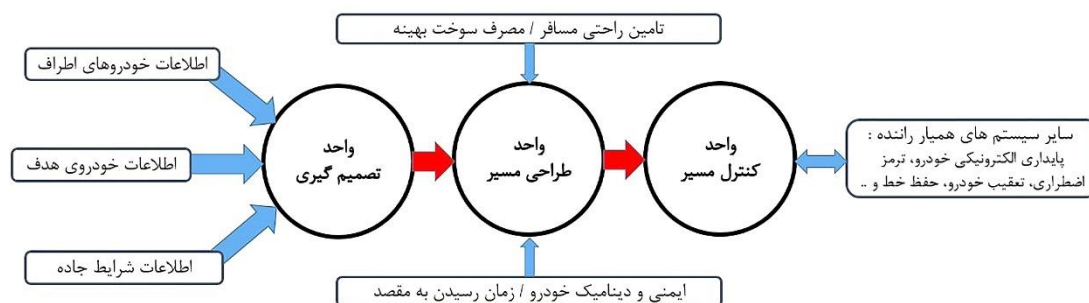 تامین راحتی مسافر / مصرف سوخت بهینه
اطلاعات خودروهای اطراف
اطلاعات خودروی هدف
اطلاعات شرایط جاده
واحد
تصمیم گیری
واحد
طراحی مسیر
واحد
کنترل مسیر
سایر سیستم های همیار راننده :
پایداری الکترونیکی خودرو، ترمز
اضطراری، تعقیب خودرو، حفظ خط و ..
ایمنی و دینامیک خودرو / زمان رسیدن به مقصد